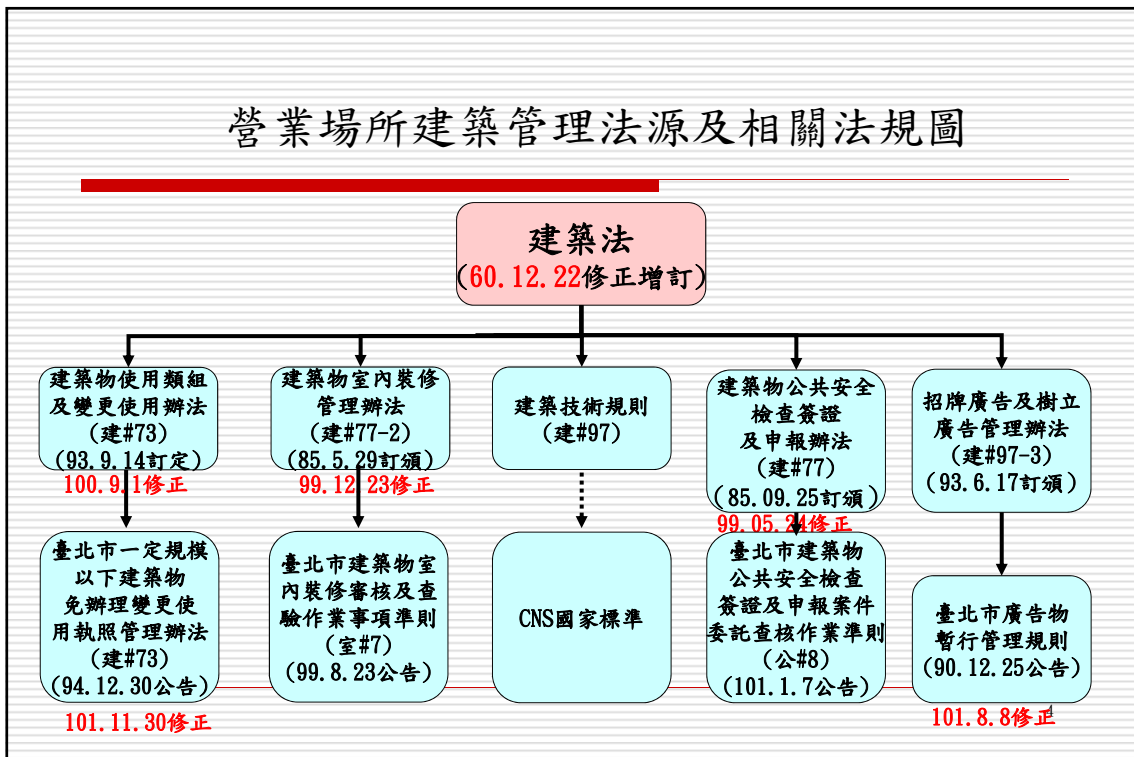 營業場所建築管理法源及相關法規圖
建築法
(60.12.22修正增訂)
建築物使用類組
及變更使用辦法
(建#73)
(93.9.14訂定)
100.9.1修正
建築物室內裝修
管理辦法
(建#77-2)
(85.5.29訂頒)
99.12.23修正
建築技術規則
(建#97)
建築物公共安全
檢查簽證
及申報辦法
(建#77)
(85.09.25訂頒)
99.05.24修正
招牌廣告及樹立
廣告管理辦法
(建#97-3)
(93.6.17訂頒)
臺北市一定規模
以下建築物
免辦理變更使
用執照管理辦法
(建#73)
(94.12.30公告)
101.11.30修正
臺北市建築物室
內裝修審核及查
驗作業事項準則
(室#7)
(99.8.23公告)
CNS國家標準
臺北市建築物
公共安全檢查
簽證及申報案件
委託查核作業準則
(公#8)
(101.1.7公告)
臺北市廣告物
暫行管理規則
(90.12.25公告)
101.8.8修正
4